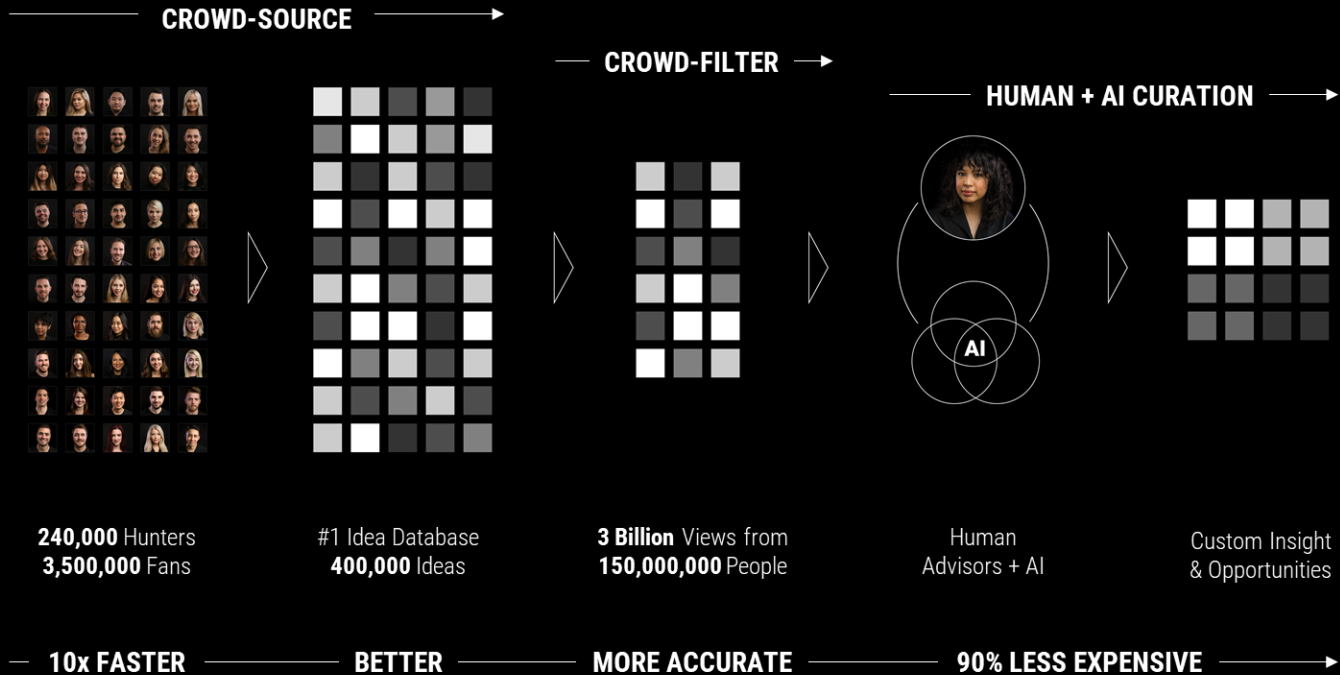 CROWD-SOURCE
CROWD-FILTER
HUMAN + AI CURATION
AI
240,000 Hunters
3,500,000 Fans
#1 Idea Database
400,000 Ideas
3 Billion Views from
150,000,000 People
Human
Advisors + AI
Custom Insight
& Opportunities
10x FASTER
BETTER
MORE ACCURATE
90% LESS EXPENSIVE